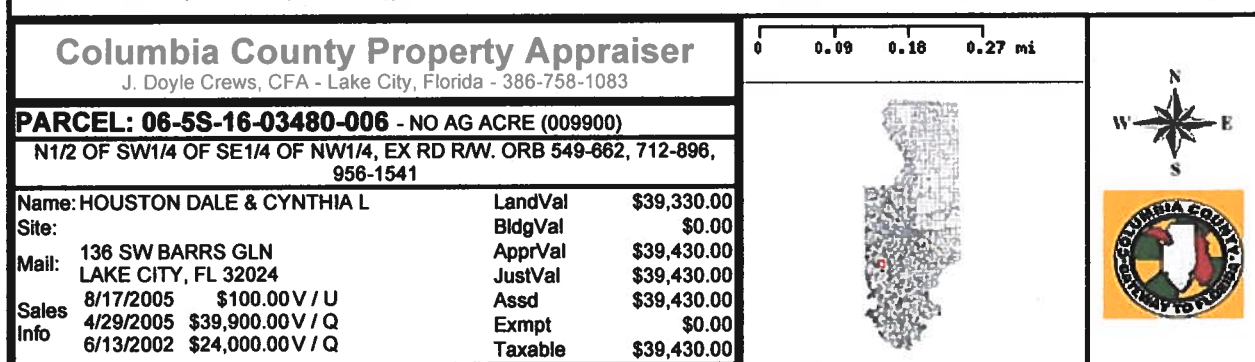 Columbia County Property Appraiser
J. Doyle Crews, CFA - Lake City, Florida - 386-758-1083
PARCEL: 06-5S-16-03480-006 - NO AG ACRE (009900)
N1/2 OF SW1/4 OF SE1/4 OF NW1/4, EX RD R/W. ORB 549-662, 712-896,
956-1541
Name: HOUSTON DALE & CYNTHIA L LandVal $39,330.00
Site: BldgVal $0.00
Mail: 136 SW BARRS GLN ApprVal $39,430.00
LAKE CITY, FL 32024 JustVal $39,430.00
Sales Info 8/17/2005 $100.00 V / U Assd $39,430.00
4/29/2005 $39,900.00 V / Q Exmpt $0.00
6/13/2002 $24,000.00 V / Q Taxable $39,430.00
0 0.09 0.18 0.27 mi
N
W E
S
COLUMBIA COUNTY
GATEWAY TO FLORIDA